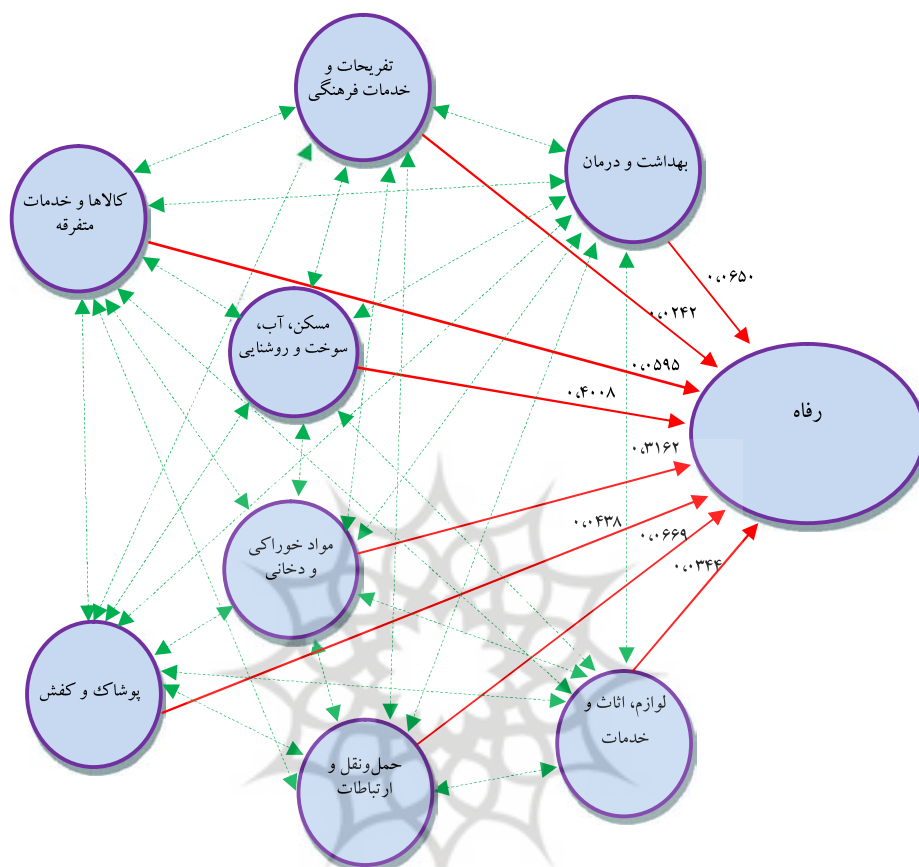 تفریحات و
خدمات فرهنگی
بهداشت و درمان
کالاها و خدمات
متفرقه
۰،۰۶۵۰
۰،۰۲۴۲
مسکن، آب،
سوخت و روشنایی
۰،۰۵۹۵
۰،۴۰۰۸
رفاه
۰،۳۱۶۲
۰،۰۴۳۸
۰،۰۶۶۹
۰،۰۳۴۴
مواد خوراکی
و دخانی
پوشاک و کفش
لوازم، اثاث و
خدمات
حمل‌ونقل و
ارتباطات